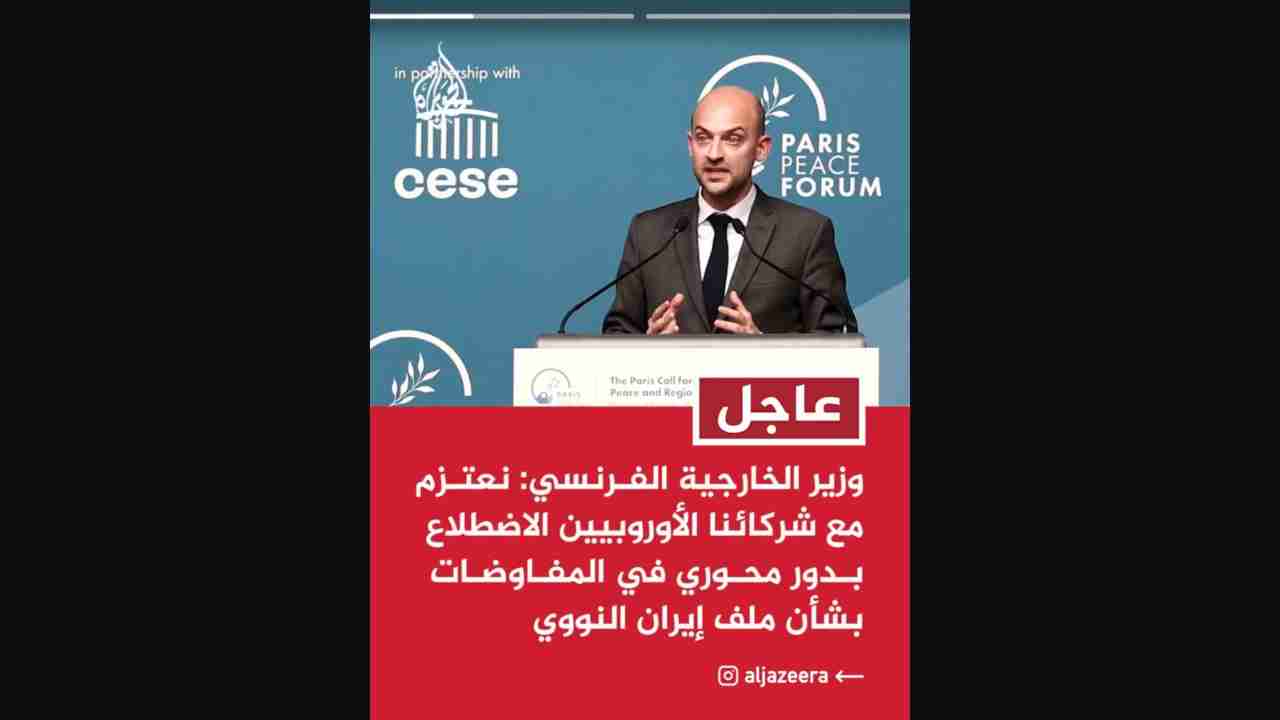 in partnership with
cese
PARIS
PEACE
FORUM
The Paris Call for
Peace and Regio
PARIS
عاجل
وزير الخارجية الفرنسي: نعتزم
مع شركائنا الأوروبيين الاضطلاع
بدور محوري في المفاوضات
بشأن ملف إيران النووي
aljazeera